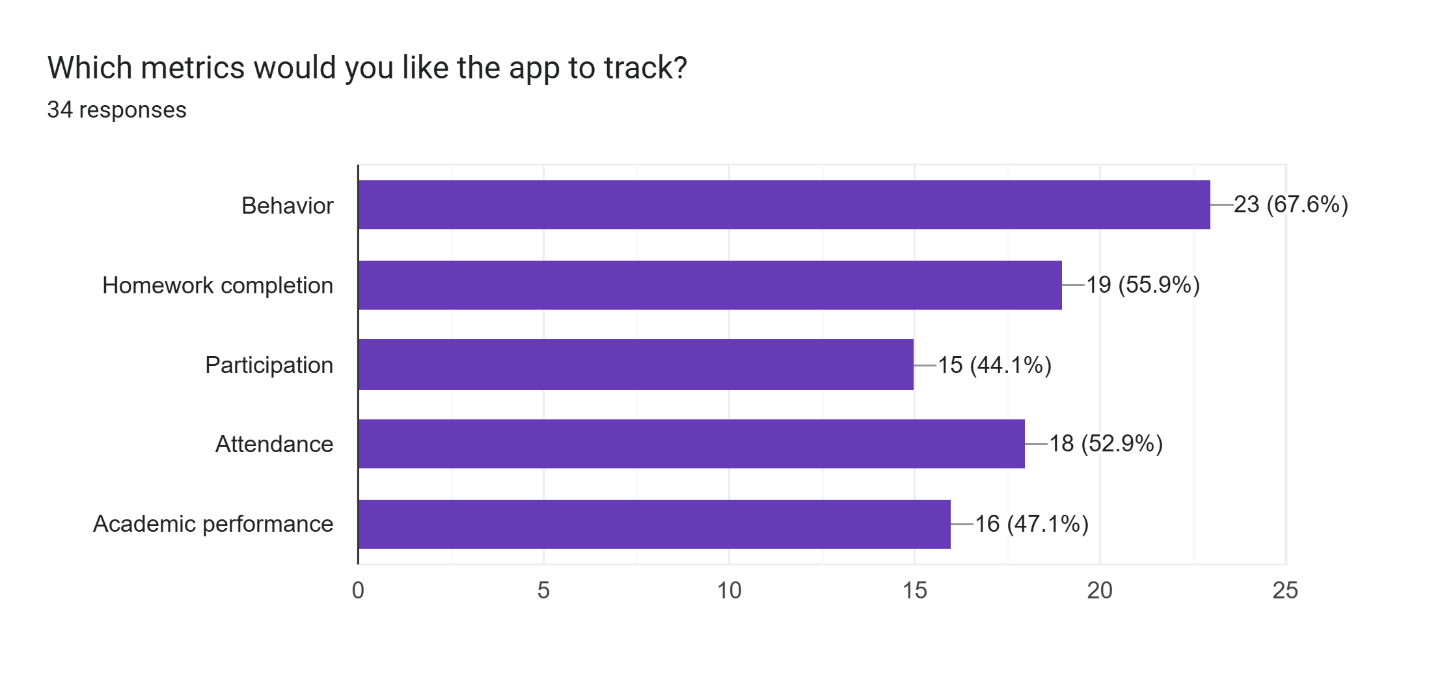 Which metrics would you like the app to track?
34 responses
Behavior
23 (67.6%)
Homework completion
19 (55.9%)
Participation
15 (44.1%)
Attendance
18 (52.9%)
Academic performance
16 (47.1%)
0 5 10 15 20 25